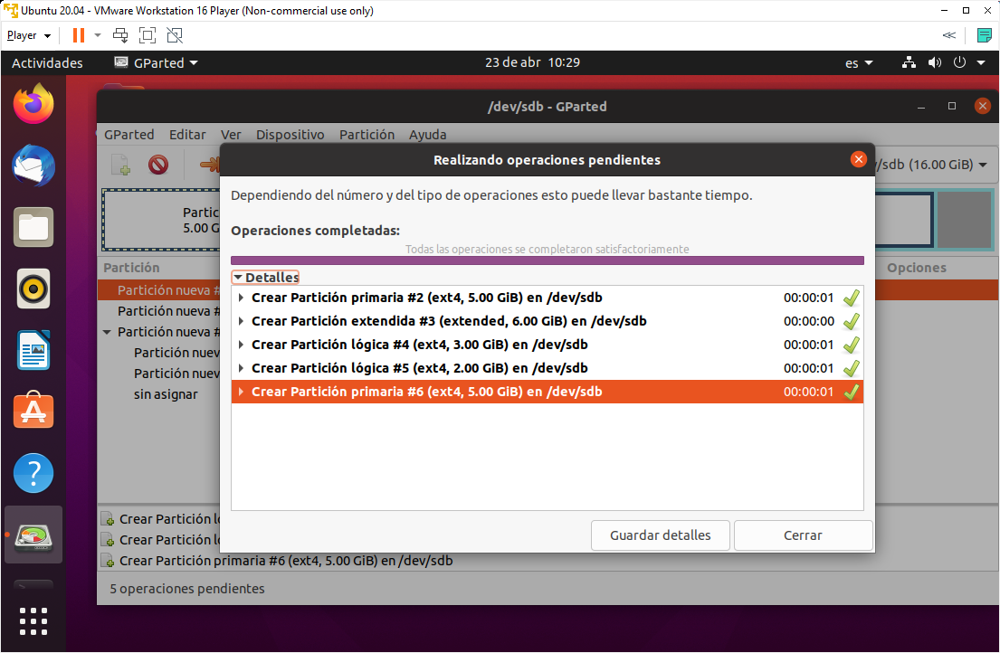 Ubuntu 20.04 - VMware Workstation 16 Player (Non-commercial use only)
Player
Actividades GParted 23 de abr 10:29 es
/dev/sdb - GParted
GParted Editar Ver Dispositivo Partición Partición Ayuda
Realizando operaciones pendientes
/sdb (16.00 GiB)
Dependiendo del número y del tipo de operaciones esto puede llevar bastante tiempo.
Partic
5.00 G
Operaciones completadas:
Todas las operaciones se completaron satisfactoriamente
Partición Opciones
Detalles
Partición nueva #
Partición nueva #
Partición nueva #
Partición nuev
Partición nuev
sin asignar
Crear Partición primaria #2 (ext4, 5.00 GiB) en /dev/sdb 00:00:01
Crear Partición extendida #3 (extended, 6.00 GiB) en /dev/sdb 00:00:00
Crear Partición lógica #4 (ext4, 3.00 GiB) en /dev/sdb 00:00:01
Crear Partición lógica #5 (ext4, 2.00 GiB) en /dev/sdb 00:00:01
Crear Partición primaria #6 (ext4, 5.00 GiB) en /dev/sdb 00:00:01
Guardar detalles Cerrar
Crear Partición ló
Crear Partición ló
Crear Partición primaria #6 (ext4, 5.00 GiB) en /dev/sdb
5 operaciones pendientes